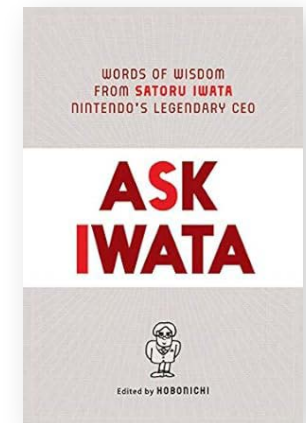 WORDS OF WISDOM
FROM SATORU IWATA
NINTENDO'S LEGENDARY CEO
ASK
IWATA
Edited by HOBONICHI